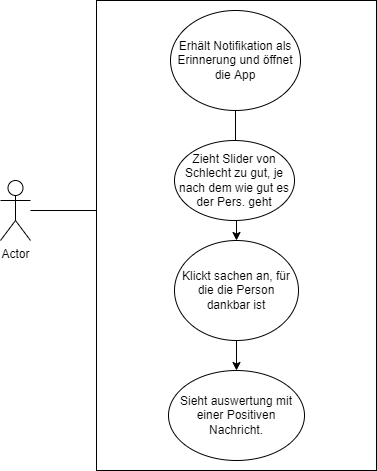 Erhält Notifikation als
Erinnerung und öffnet
die App
Zieht Slider von
Schlecht zu gut, je
nach dem wie gut es
der Pers. geht
Actor
Klickt sachen an, für
die die Person
dankbar ist
Sieht auswertung mit
einer Positiven
Nachricht.